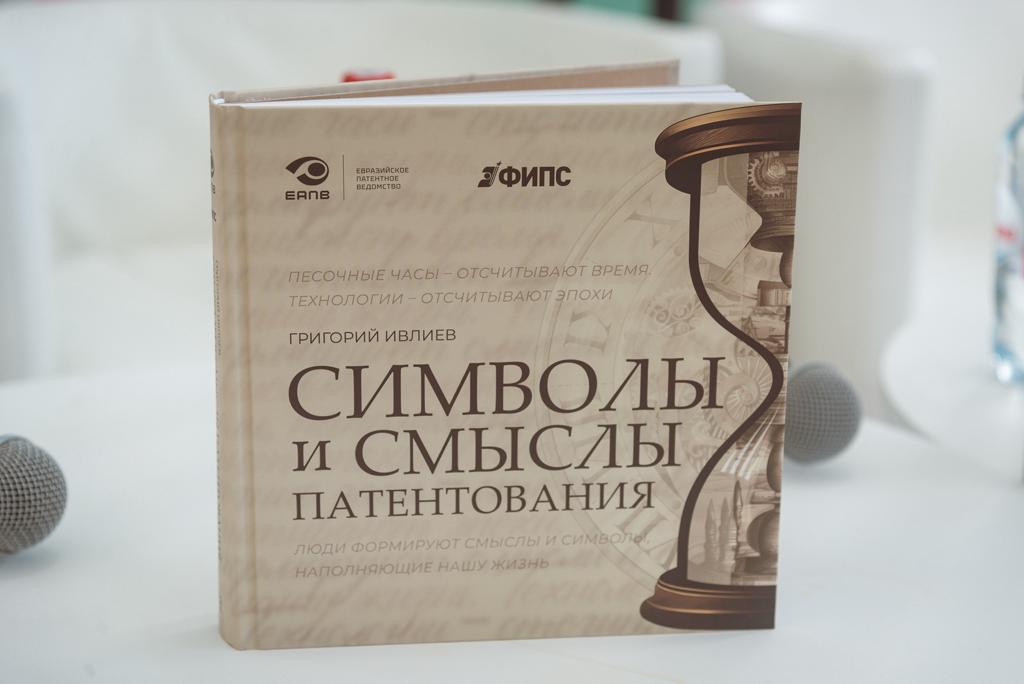 ЕАПВ
ЕВРАЗИЙСКОЕ
ПАТЕНТНОЕ
ВЕДОМСТВО
ФИПС
ПЕСОЧНЫЕ ЧАСЫ – ОТСЧИТЫВАЮТ ВРЕМЯ.
ТЕХНОЛОГИИ – ОТСЧИТЫВАЮТ ЭПОХИ
ГРИГОРИЙ ИВЛИЕВ
СИМВОЛЫ
и СМЫСЛЫ
ПАТЕНТОВАНИЯ
ЛЮДИ ФОРМИРУЮТ СМЫСЛЫ И СИМВОЛЫ,
НАПОЛНЯЮЩИЕ НАШУ ЖИЗНЬ